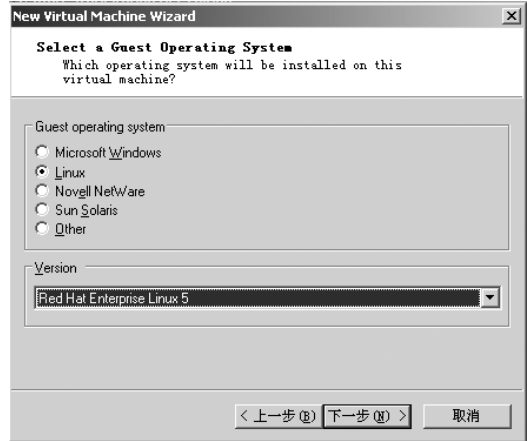 New Virtual Machine Wizard
Select a Guest Operating System
Which operating system will be installed on this
virtual machine?
Guest operating system
Microsoft Windows
Linux
Novell NetWare
Sun Solaris
Other
Version
Red Hat Enterprise Linux 5
< 上一步(B) 下一步(N) > 取消